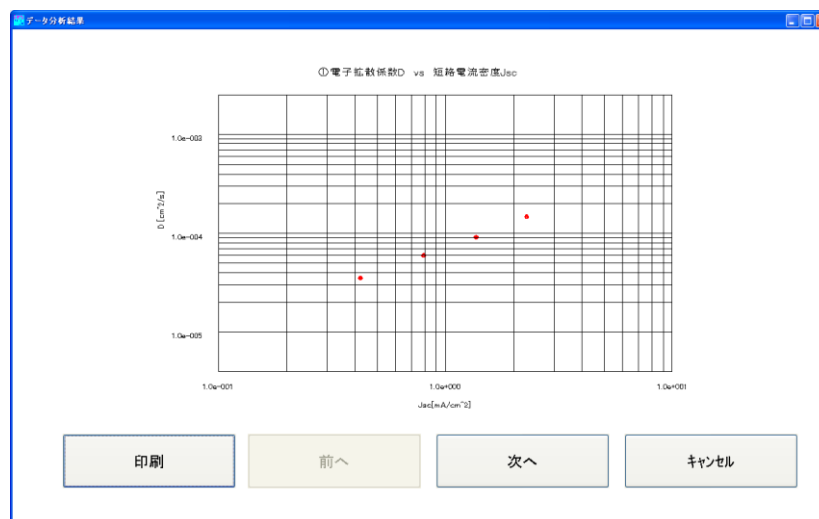 データ分析結果
①電子拡散係数D vs 短絡電流密度Jsc
1.0e-003
D [cm^2/s]
1.0e-004
1.0e-005
1.0e-001 1.0e+000 1.0e+001
Jsc[mA/cm^2]
印刷 前へ 次へ キャンセル